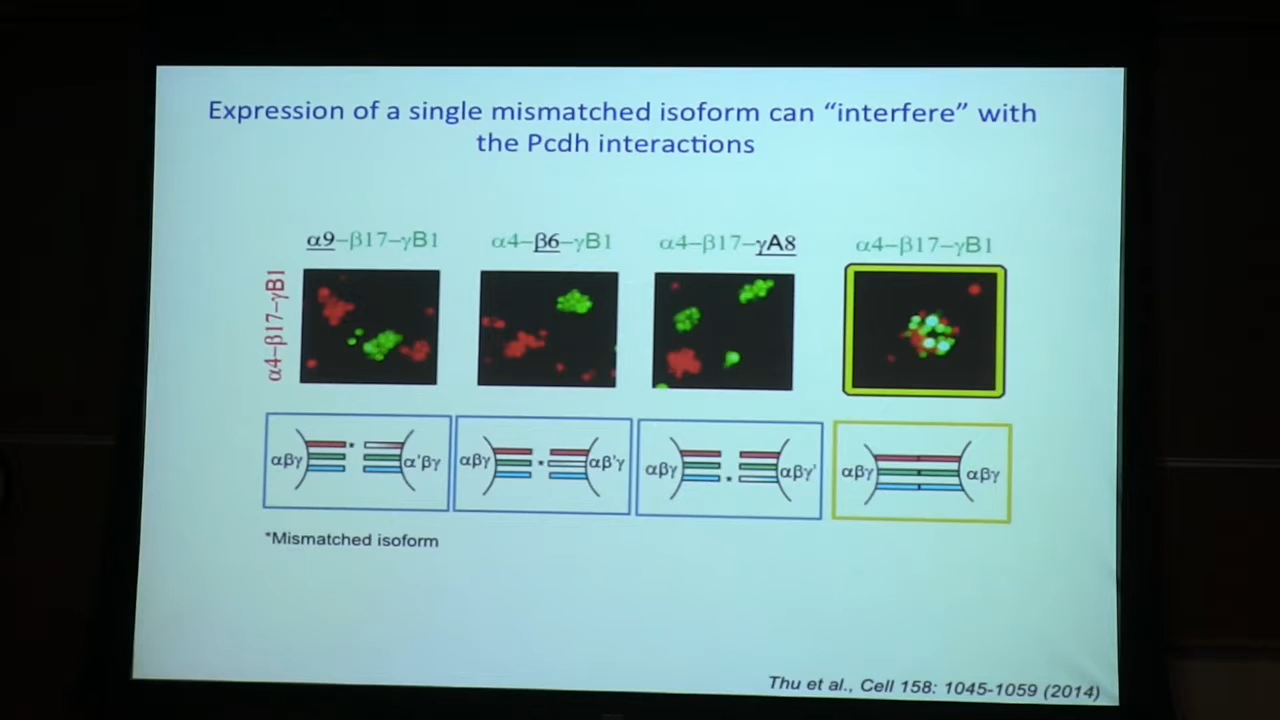 Expression of a single mismatched isoform can “interfere” with
the Pcdh interactions
α9–β17–γB1
α4–β6–γB1
α4–β17–γA8
α4–β17–γB1
α4–β17–γB1
αβγ * α'βγ
αβγ * αβ'γ
αβγ * αβγ'
αβγ αβγ
*Mismatched isoform
Thu et al., Cell 158: 1045-1059 (2014)